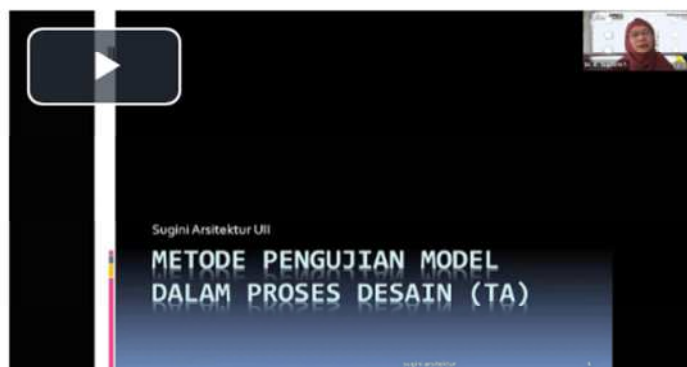 Sugini Arsitektur UII
METODE PENGUJIAN MODEL
DALAM PROSES DESAIN (TA)